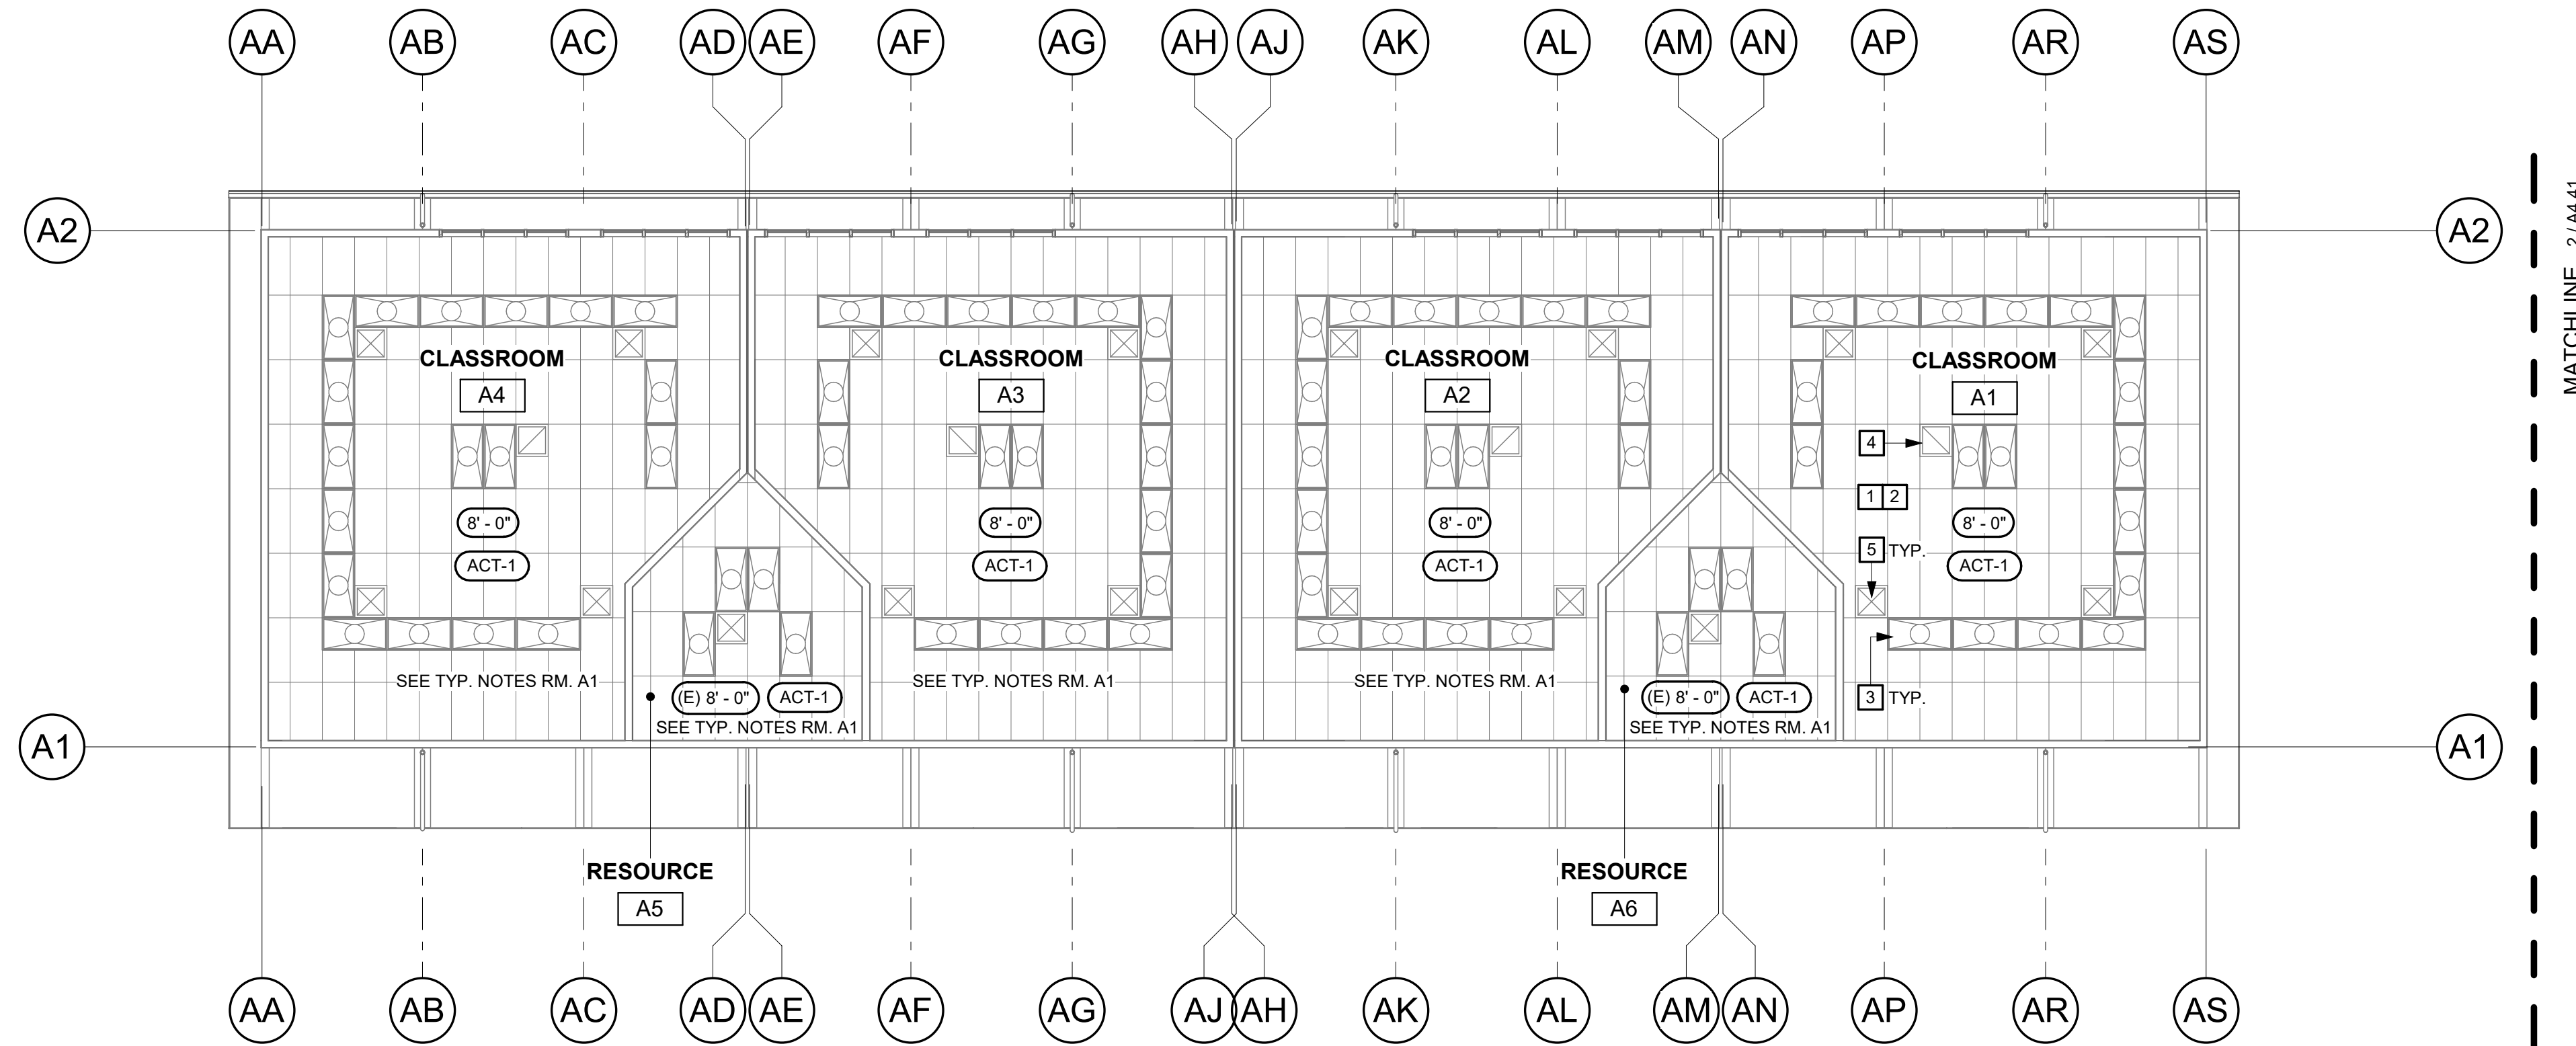 AA AB AC AD AE AF AG AH AJ AK AL AM AN AP AR AS
A2 A2
MATCHLINE 2 / A4.41
CLASSROOM CLASSROOM CLASSROOM CLASSROOM
A4 A3 A2 A1
4
1 2
8' - 0" 8' - 0" 8' - 0" 8' - 0"
5 TYP.
ACT-1 ACT-1 ACT-1 ACT-1
SEE TYP. NOTES RM. A1 SEE TYP. NOTES RM. A1 SEE TYP. NOTES RM. A1
(E) 8' - 0" ACT-1 (E) 8' - 0" ACT-1 3 TYP.
SEE TYP. NOTES RM. A1 SEE TYP. NOTES RM. A1
A1 A1
RESOURCE RESOURCE
A5 A6
AA AB AC AD AE AF AG AJ AH AK AL AM AN AP AR AS